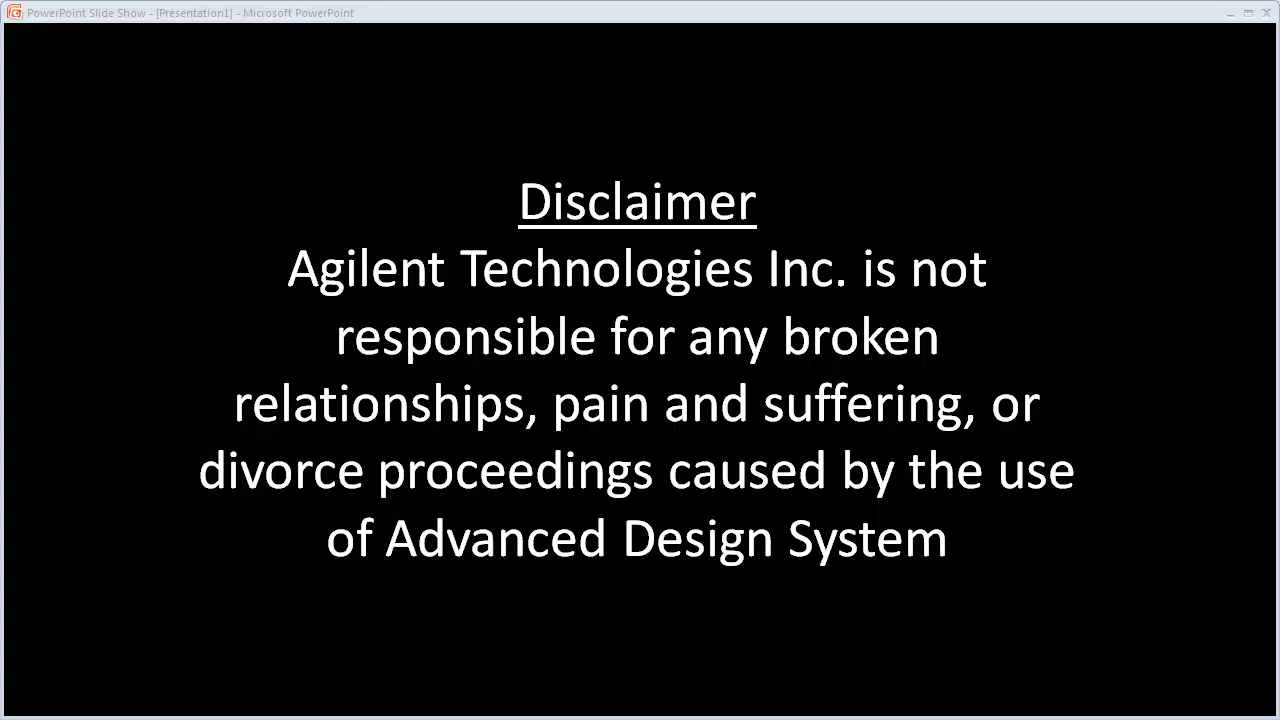 PowerPoint Slide Show - [Presentation1] - Microsoft PowerPoint
Disclaimer
Agilent Technologies Inc. is not
responsible for any broken
relationships, pain and suffering, or
divorce proceedings caused by the use
of Advanced Design System